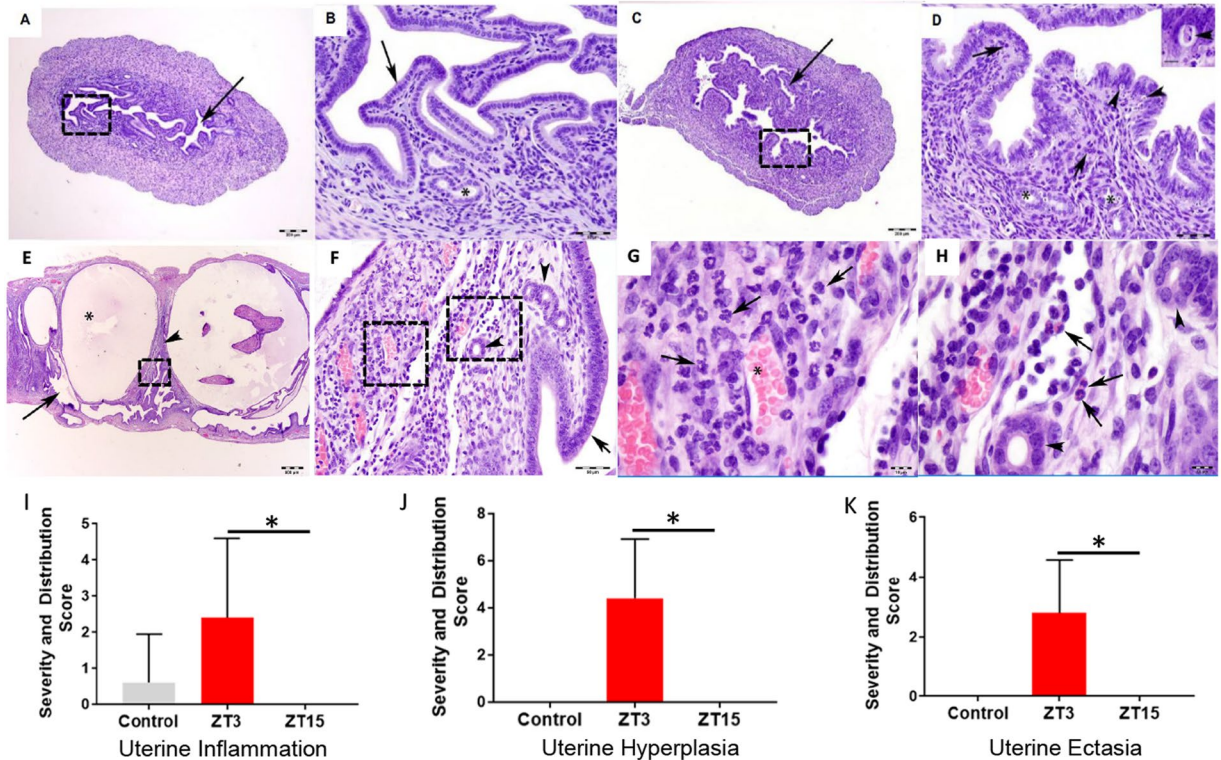 A
B
C
D
*
*
*
200 µm
E
F
G
H
*
*
I
J
K
Severity and Distribution
Score
5
4
3
2
1
0
*
Control ZT3 ZT15
Uterine Inflammation
Severity and Distribution
Score
8
6
4
2
0
*
Control ZT3 ZT15
Uterine Hyperplasia
Severity and Distribution
Score
6
4
2
0
*
Control ZT3 ZT15
Uterine Ectasia